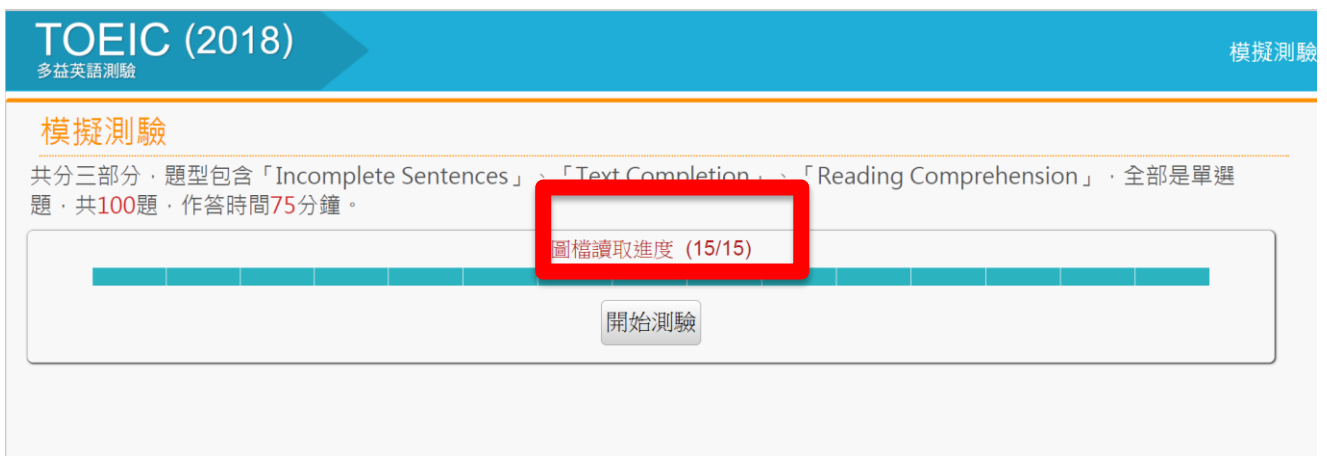 TOEIC (2018)
多益英語測驗
模擬測驗
模擬測驗
共分三部分，題型包含「Incomplete Sentences」、「Text Completion」、「Reading Comprehension」，全部是單選
題，共100題，作答時間75分鐘。
圖檔讀取進度 (15/15)
開始測驗